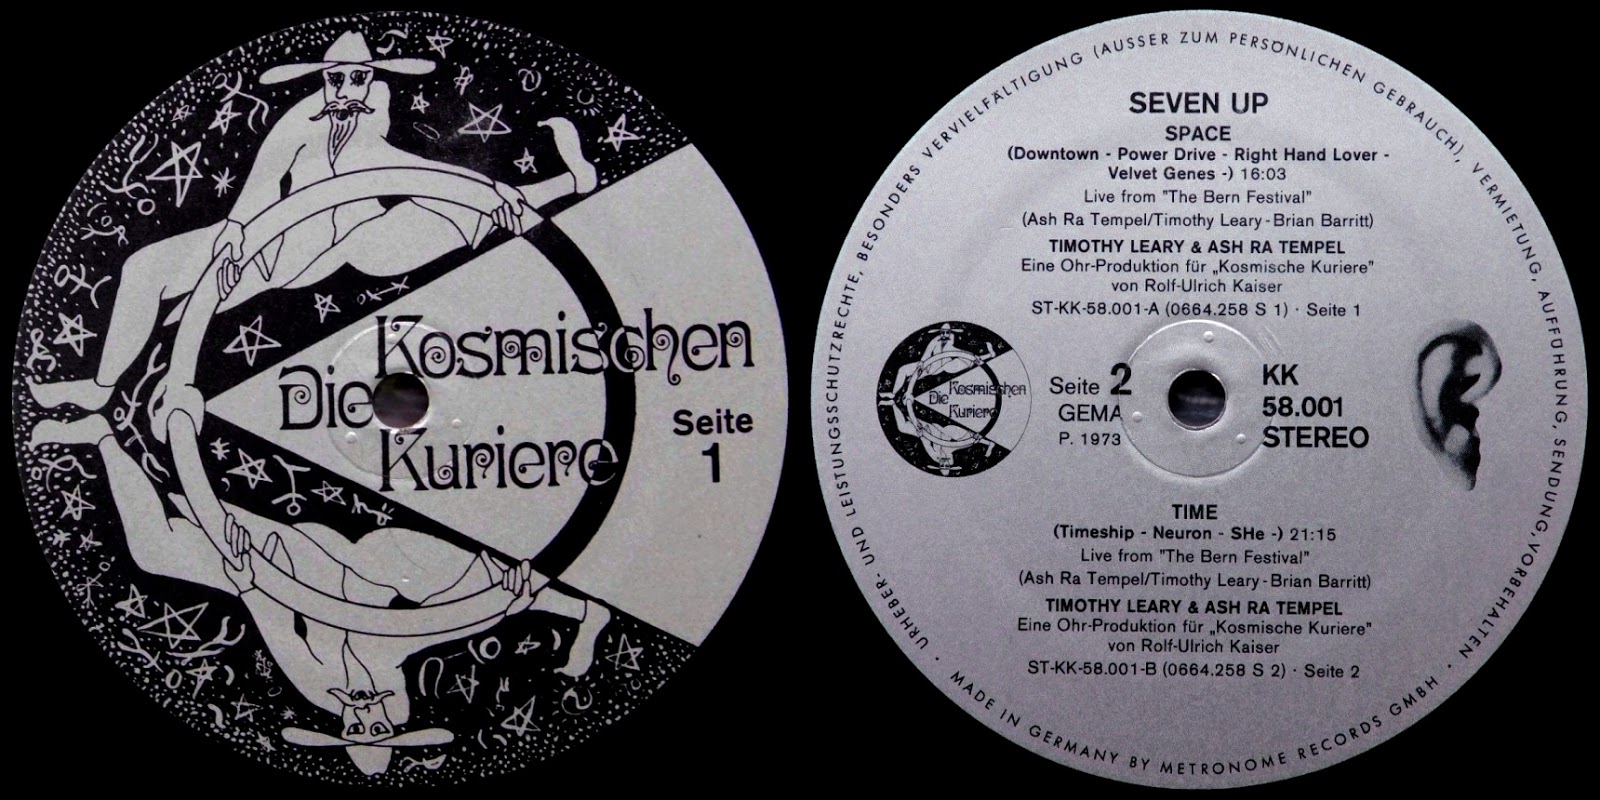 Die
Kosmischen
Kuriere
Seite
1
URHEBER- UND LEISTUNGSSCHUTZRECHTE, BESONDERS VERVIELFÄLTIGUNG (AUSSER ZUM PERSÖNLICHEN GEBRAUCH), VERMIETUNG, AUFFÜHRUNG, SENDUNG, VORBEHALTEN ·
SEVEN UP
SPACE
(Downtown - Power Drive - Right Hand Lover -
Velvet Genes -) 16:03
Live from "The Bern Festival"
(Ash Ra Tempel/Timothy Leary - Brian Barritt)
TIMOTHY LEARY & ASH RA TEMPEL
Eine Ohr-Produktion für „Kosmische Kuriere"
von Rolf-Ulrich Kaiser
ST-KK-58.001-A (0664.258 S 1) · Seite 1
Die
Kosmischen
Kuriere
Seite 2
GEMA
P. 1973
KK
58.001
STEREO
TIME
(Timeship - Neuron - SHe -) 21:15
Live from "The Bern Festival"
(Ash Ra Tempel/Timothy Leary - Brian Barritt)
TIMOTHY LEARY & ASH RA TEMPEL
Eine Ohr-Produktion für „Kosmische Kuriere"
von Rolf-Ulrich Kaiser
ST-KK-58.001-B (0664.258 S 2) · Seite 2
· MADE IN GERMANY BY METRONOME RECORDS GMBH ·